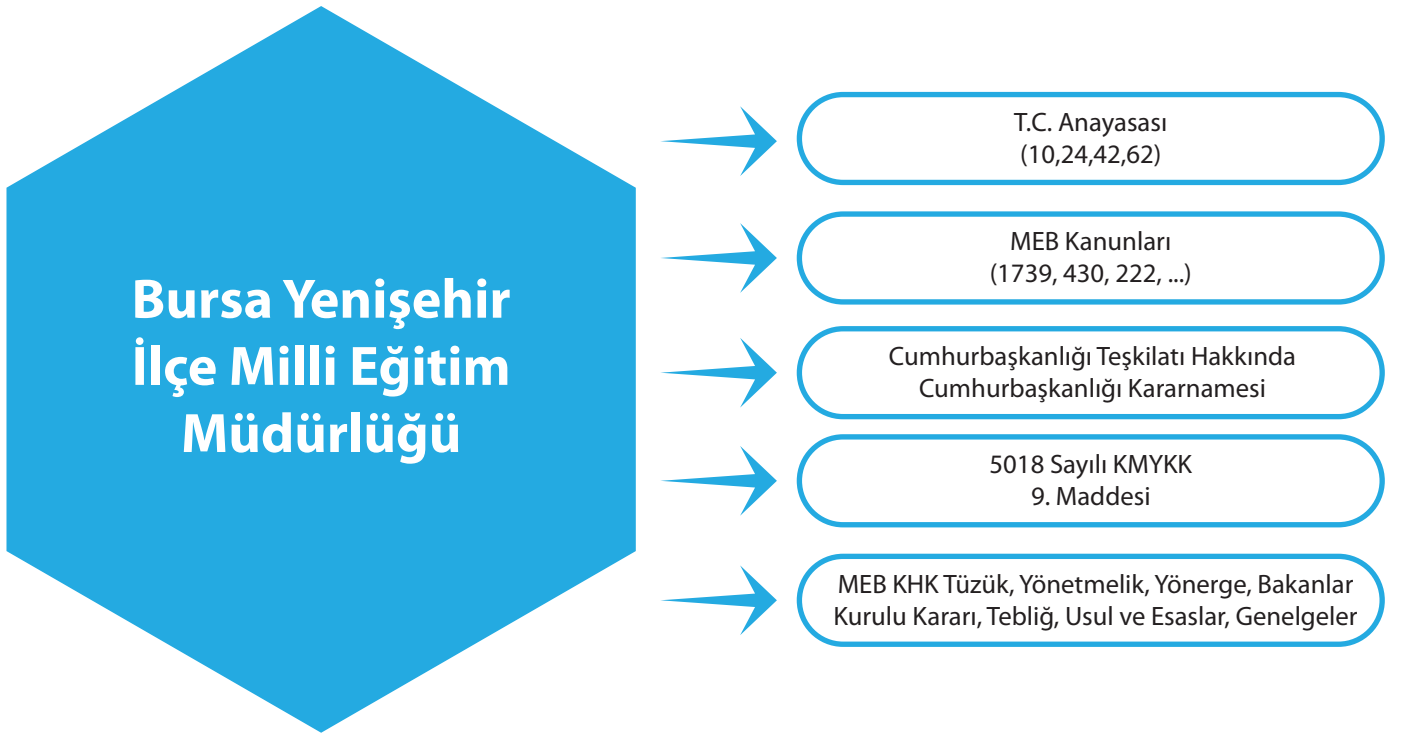 Bursa Yenişehir
İlçe Milli Eğitim
Müdürlüğü
T.C. Anayasası
(10,24,42,62)
MEB Kanunları
(1739, 430, 222, ...)
Cumhurbaşkanlığı Teşkilatı Hakkında
Cumhurbaşkanlığı Kararnamesi
5018 Sayılı KMYKK
9. Maddesi
MEB KHK Tüzük, Yönetmelik, Yönerge, Bakanlar
Kurulu Kararı, Tebliğ, Usul ve Esaslar, Genelgeler